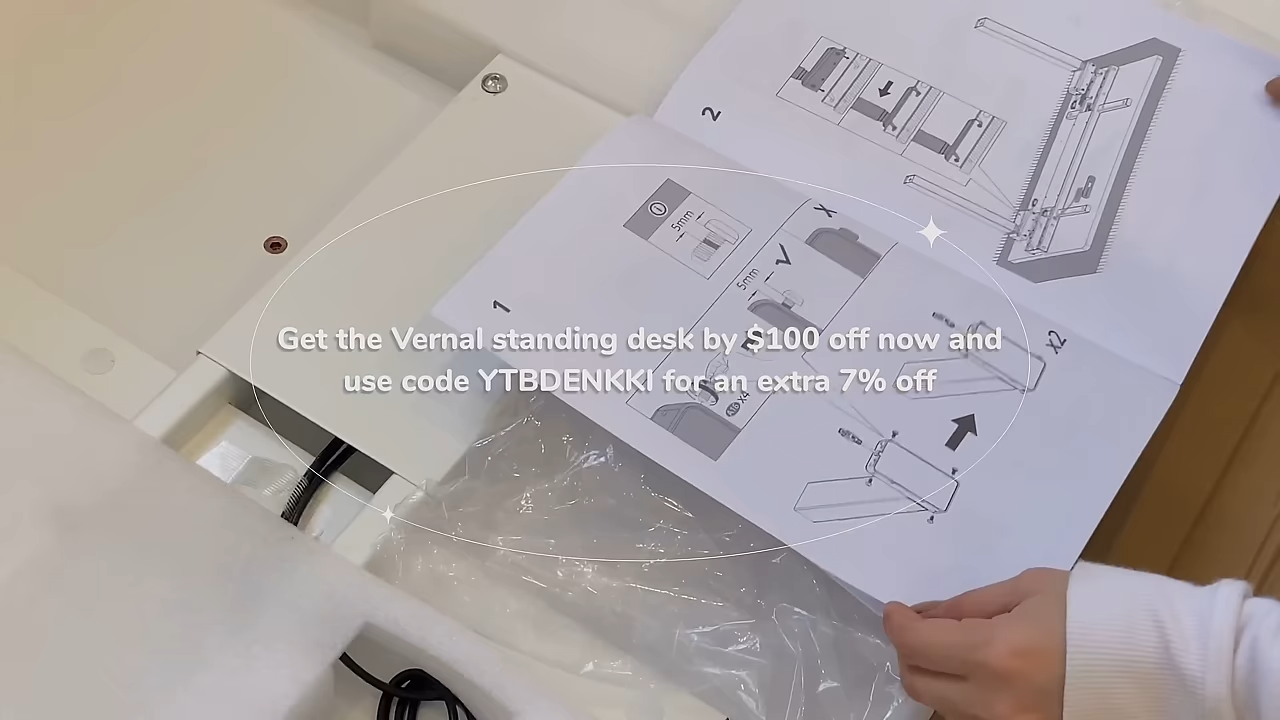 2
1
5mm
X
5mm
Get the Vernal standing desk by $100 off now and
use code YTBDENKKI for an extra 7% off
X2
X4